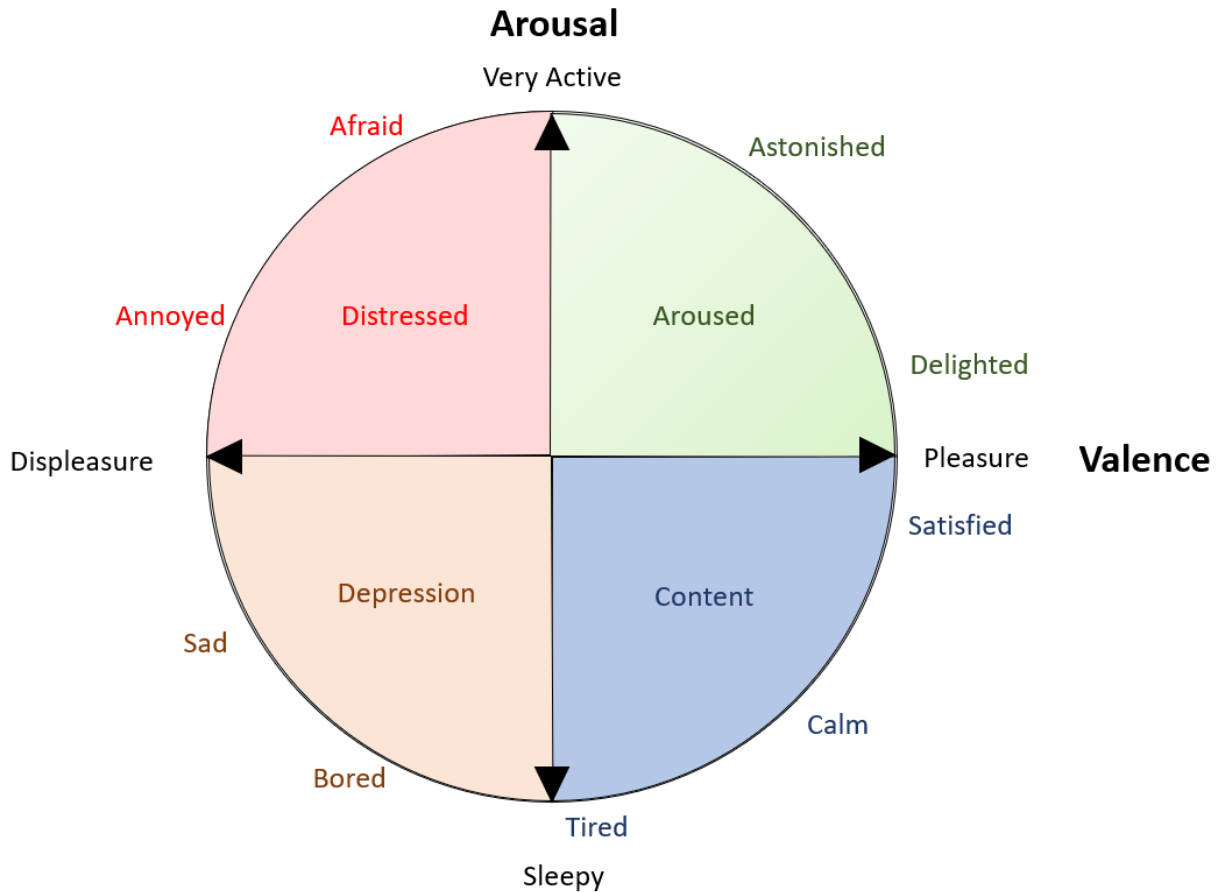 Arousal
Very Active
Afraid
Astonished
Annoyed
Distressed
Aroused
Delighted
Displeasure
Pleasure
Valence
Satisfied
Depression
Content
Sad
Calm
Bored
Tired
Sleepy